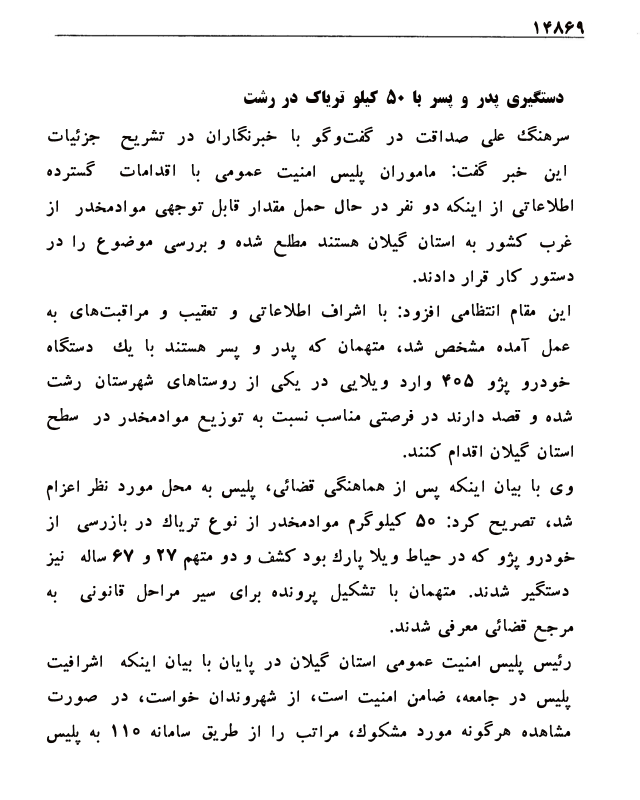 ۱۴۸۶۹
دستگیری پدر و پسر با ۵۰ کیلو تریاک در رشت
سرهنگ علی صداقت در گفت‌وگو با خبرنگاران در تشریح جزئیات
این خبر گفت: ماموران پلیس امنیت عمومی با اقدامات گسترده
اطلاعاتی از اینکه دو نفر در حال حمل مقدار قابل توجهی موادمخدر از
غرب کشور به استان گیلان هستند مطلع شده و بررسی موضوع را در
دستور کار قرار دادند.
این مقام انتظامی افزود: با اشراف اطلاعاتی و تعقیب و مراقبت‌های به
عمل آمده مشخص شد، متهمان که پدر و پسر هستند با یك دستگاه
خودرو پژو ۴۰۵ وارد ویلایی در یکی از روستاهای شهرستان رشت
شده و قصد دارند در فرصتی مناسب نسبت به توزیع موادمخدر در سطح
استان گیلان اقدام کنند.
وی با بیان اینکه پس از هماهنگی قضائی، پلیس به محل مورد نظر اعزام
شد، تصریح کرد: ۵۰ کیلوگرم موادمخدر از نوع تریاك در بازرسی از
خودرو پژو که در حیاط ویلا پارك بود کشف و دو متهم ۲۷ و ۶۷ ساله نیز
دستگیر شدند. متهمان با تشکیل پرونده برای سیر مراحل قانونی به
مرجع قضائی معرفی شدند.
رئیس پلیس امنیت عمومی استان گیلان در پایان با بیان اینکه اشرافیت
پلیس در جامعه، ضامن امنیت است، از شهروندان خواست، در صورت
مشاهده هرگونه مورد مشكوك، مراتب را از طریق سامانه ۱۱۰ به پلیس